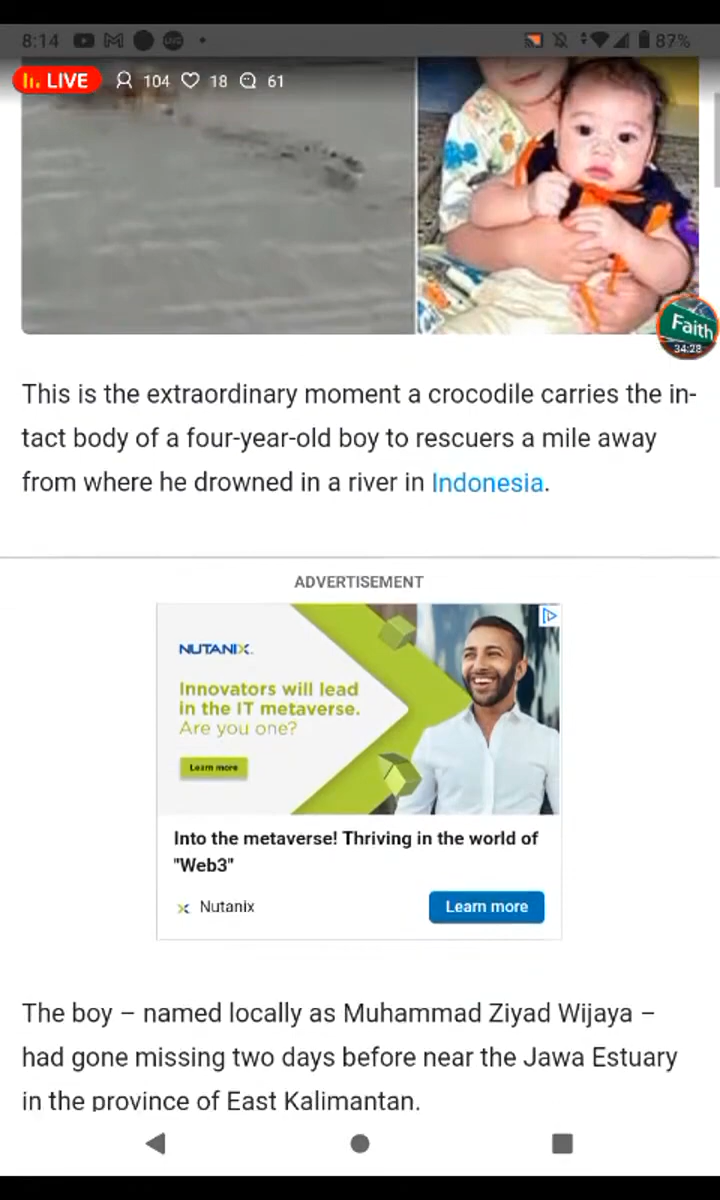 8:14
87%
LIVE 104 18 61
Faith
34:28
This is the extraordinary moment a crocodile carries the in-
tact body of a four-year-old boy to rescuers a mile away
from where he drowned in a river in Indonesia.
ADVERTISEMENT
NUTANIX.
Innovators will lead
in the IT metaverse.
Are you one?
Learn more
Into the metaverse! Thriving in the world of
"Web3"
Nutanix
Learn more
The boy – named locally as Muhammad Ziyad Wijaya –
had gone missing two days before near the Jawa Estuary
in the province of East Kalimantan.